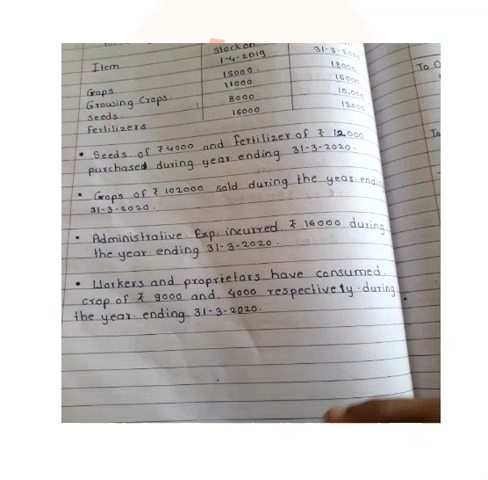 Item
Stock on
1-4-2019
31-3-2020
Crops
15000
18000
Growing Crops
11000
15000
Seeds.
8000
10,000
Fertilizers
16000
12000
To
To
• Seeds of ₹4000 and fertilizer of ₹ 12000
purchased during year ending 31-3-2020.
• Crops of ₹ 102000 sold during the year endi
31-3-2020.
• Administrative Exp. incurred ₹ 16000 during
the year ending 31-3-2020.
• Workers and proprietors have consumed
crop of ₹ 9000 and 4000 respectively during
the year ending 31-3-2020.